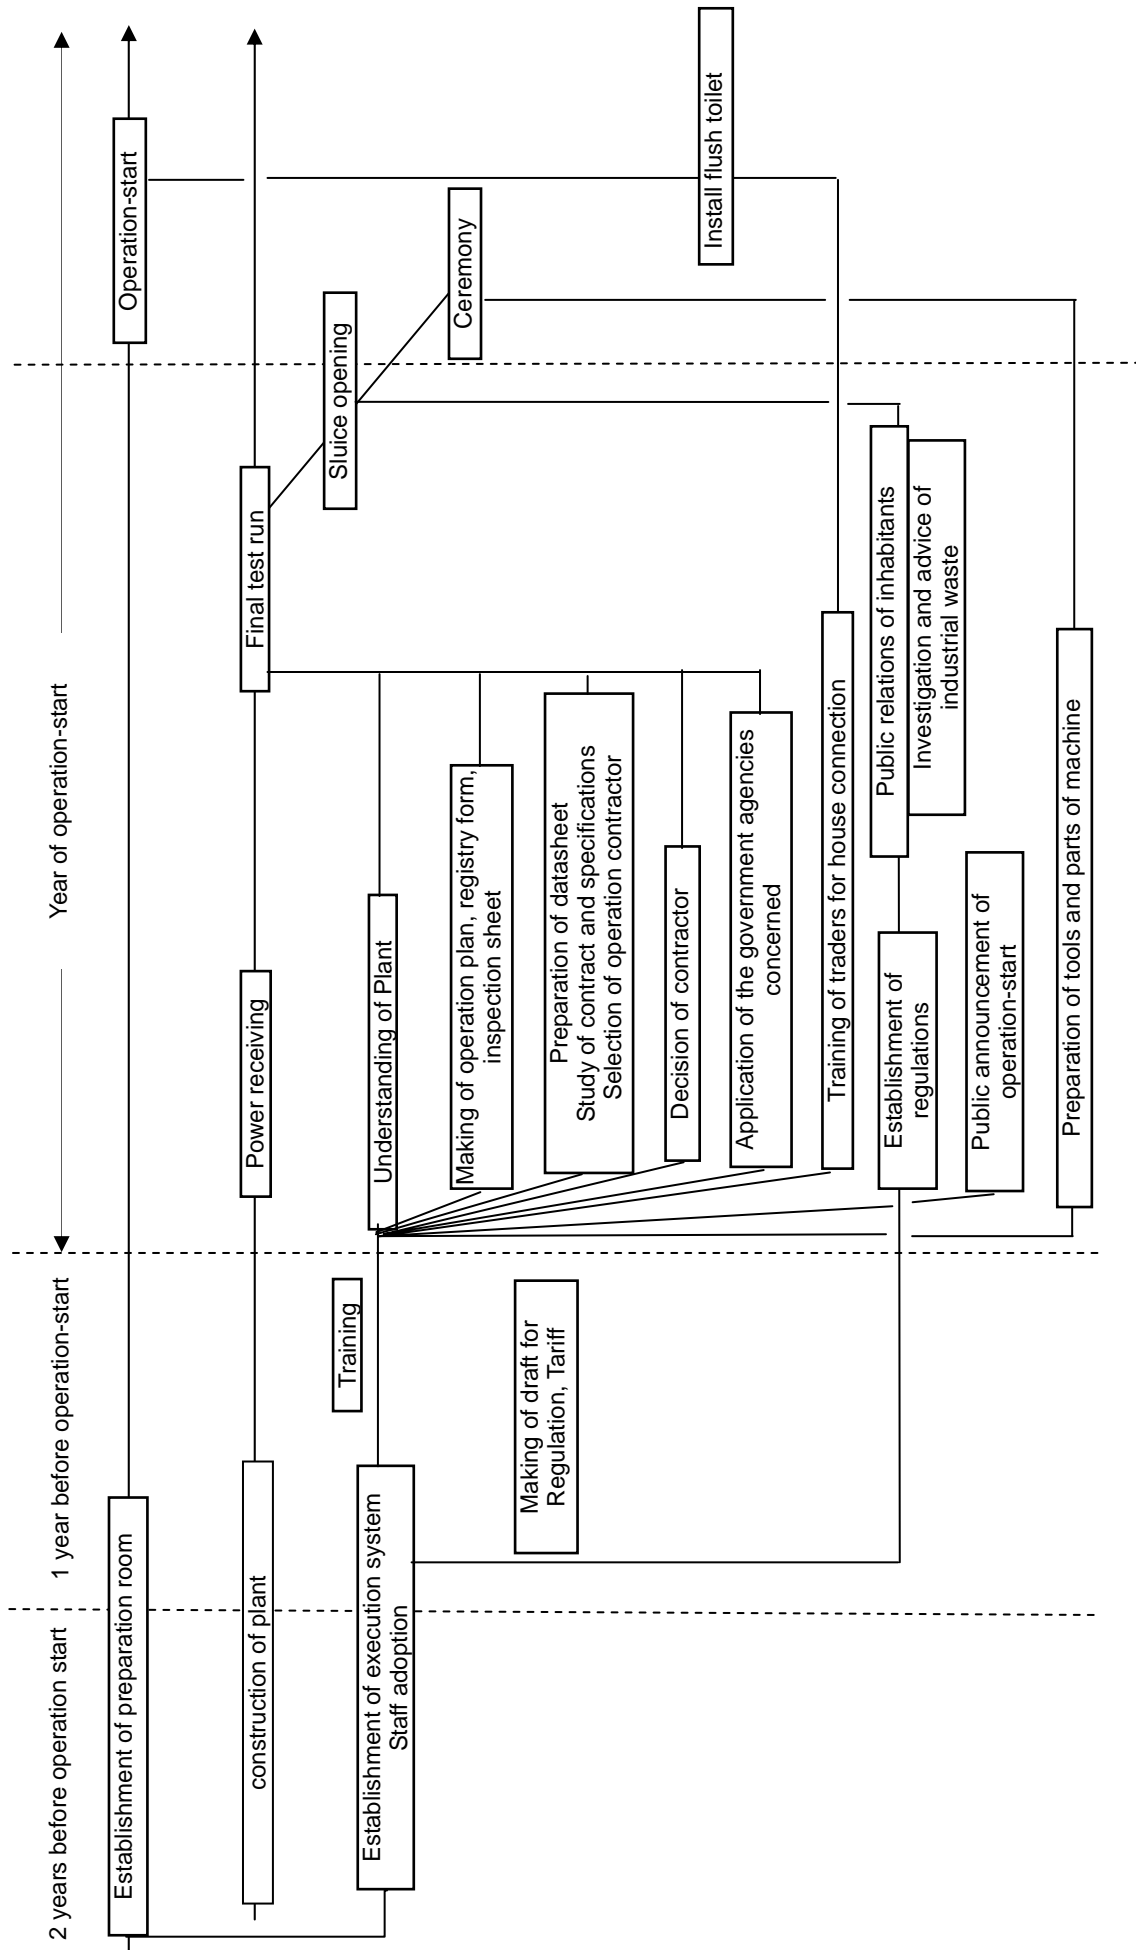 2 years before operation start
1 year before operation-start
Year of operation-start
Establishment of preparation room
Operation-start
construction of plant
Power receiving
Final test run
Sluice opening
Training
Establishment of execution system
Staff adoption
Understanding of Plant
Ceremony
Making of operation plan, registry form,
inspection sheet
Making of draft for
Regulation, Tariff
Preparation of datasheet
Study of contract and specifications
Selection of operation contractor
Decision of contractor
Install flush toilet
Application of the government agencies
concerned
Training of traders for house connection
Establishment of
regulations
Public relations of inhabitants
Investigation and advice of
industrial waste
Public announcement of
operation-start
Preparation of tools and parts of machine